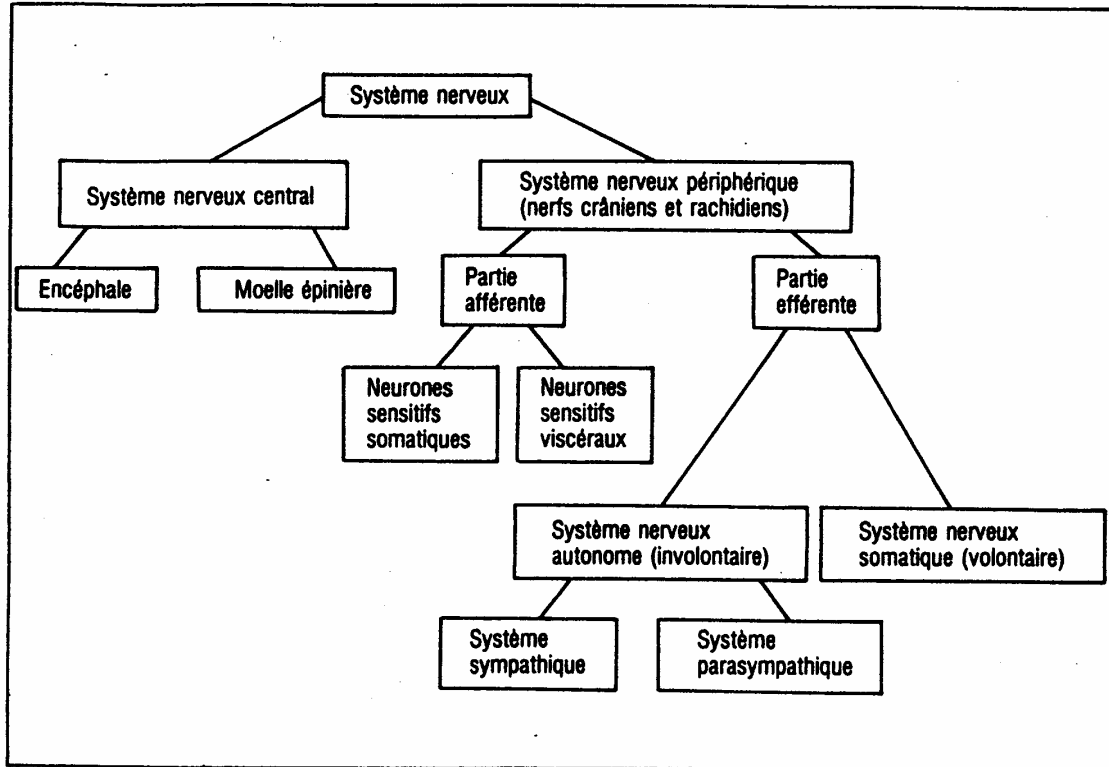 Système nerveux
Système nerveux central
Système nerveux périphérique
(nerfs crâniens et rachidiens)
Encéphale
Moelle épinière
Partie
afférente
Partie
efférente
Neurones
sensitifs
somatiques
Neurones
sensitifs
viscéraux
Système nerveux
autonome (involontaire)
Système nerveux
somatique (volontaire)
Système
sympathique
Système
parasympathique